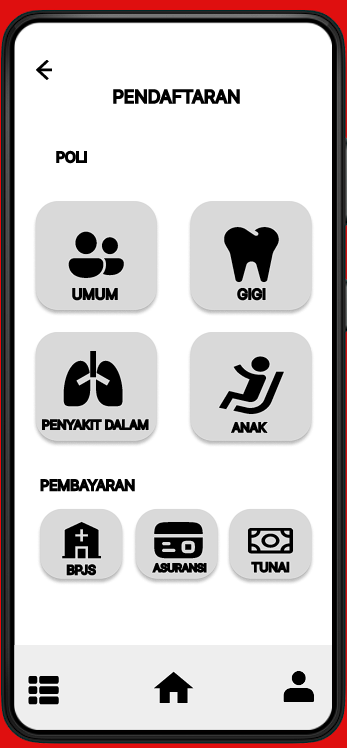 PENDAFTARAN
POLI
UMUM
GIGI
PENYAKIT DALAM
ANAK
PEMBAYARAN
BPJS
ASURANSI
TUNAI